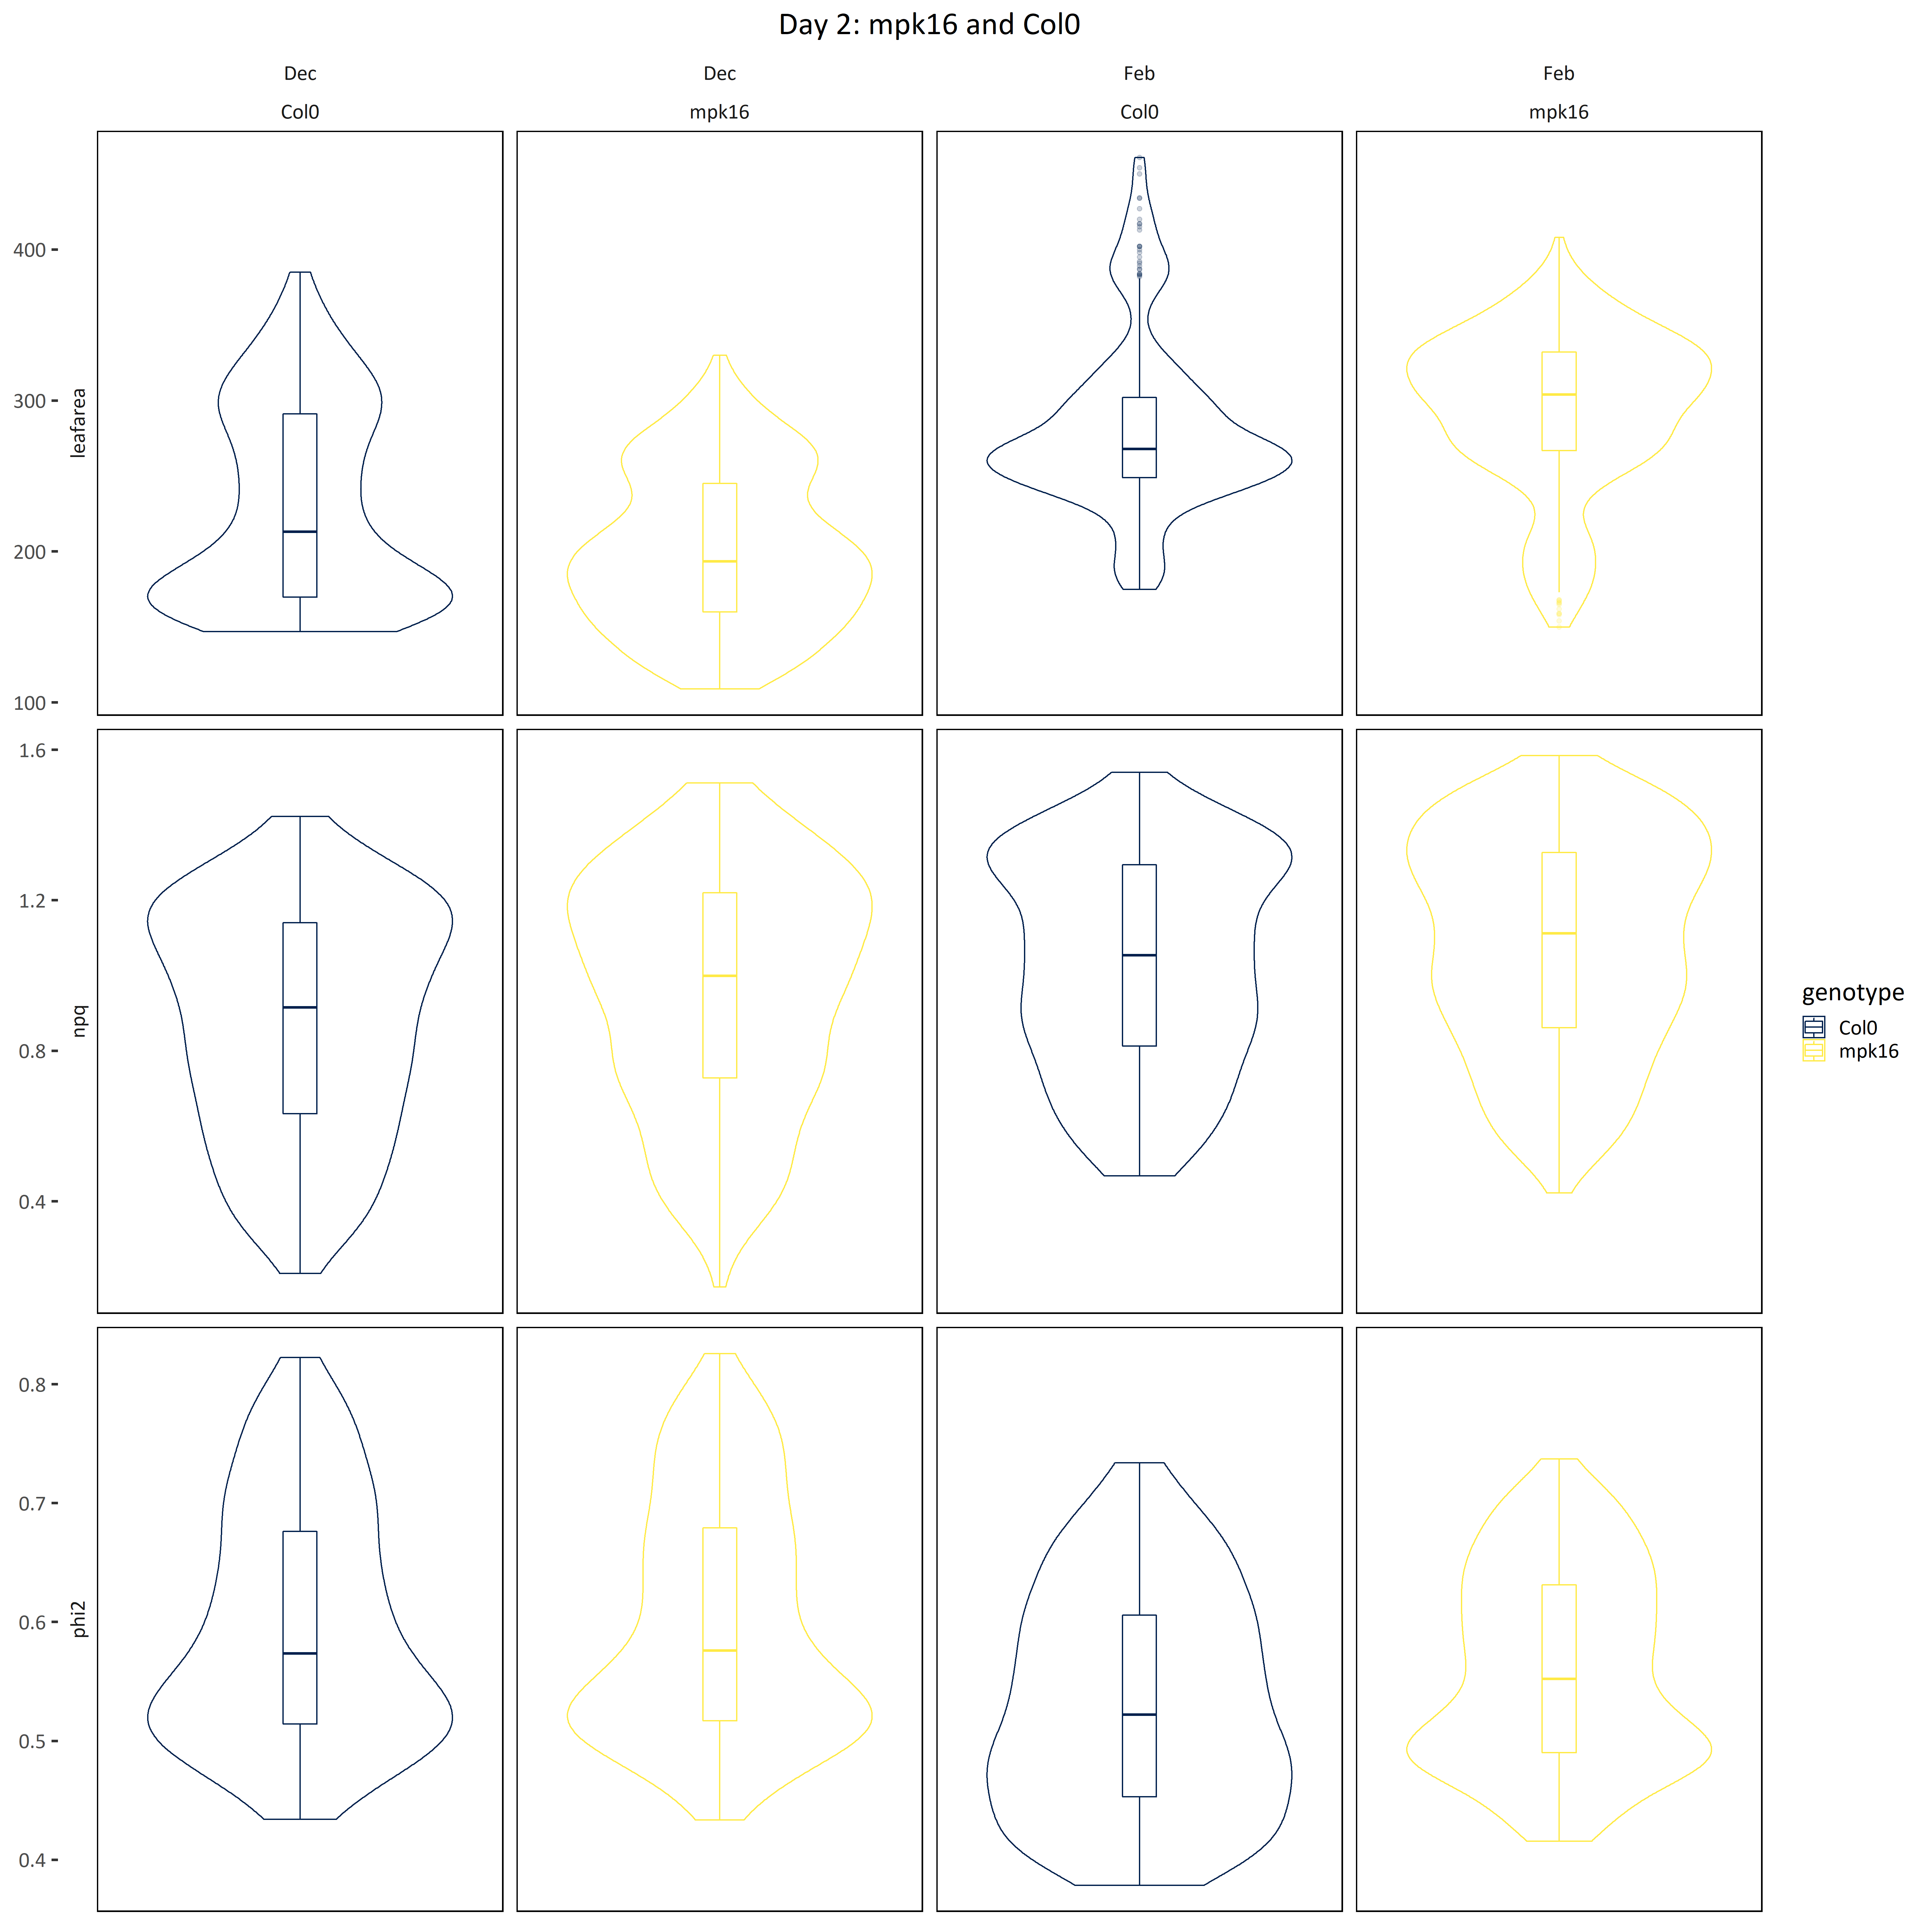 Day 2: mpk16 and Col0
Dec Dec Feb Feb
Col0 mpk16 Col0 mpk16
leafarea
400
300
200
100
npq
1.6
1.2
0.8
0.4
phi2
0.8
0.7
0.6
0.5
0.4
genotype
Col0
mpk16